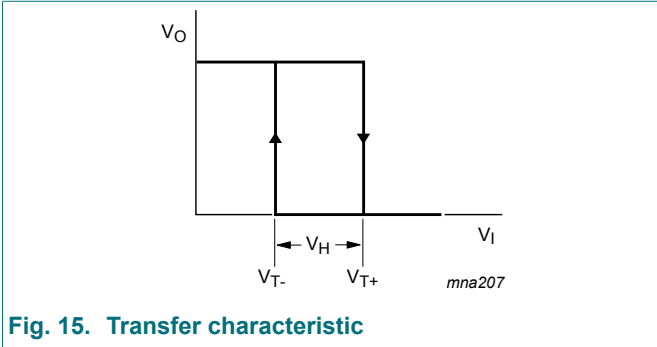 VO
VI
VH
VT-
VT+
mna207
Fig. 15. Transfer characteristic